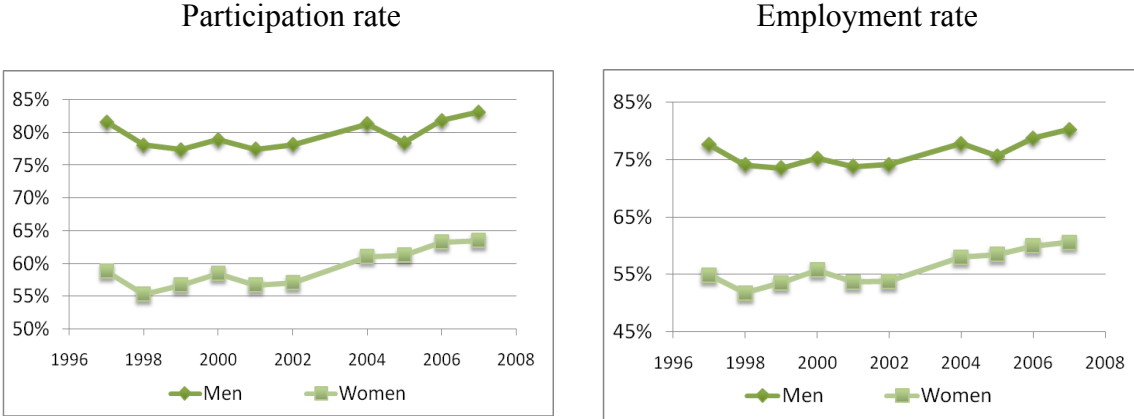 Participation rate
85%
80%
75%
70%
65%
60%
55%
50%
1996 1998 2000 2002 2004 2006 2008
Men Women
Employment rate
85%
75%
65%
55%
45%
1996 1998 2000 2002 2004 2006 2008
Men Women